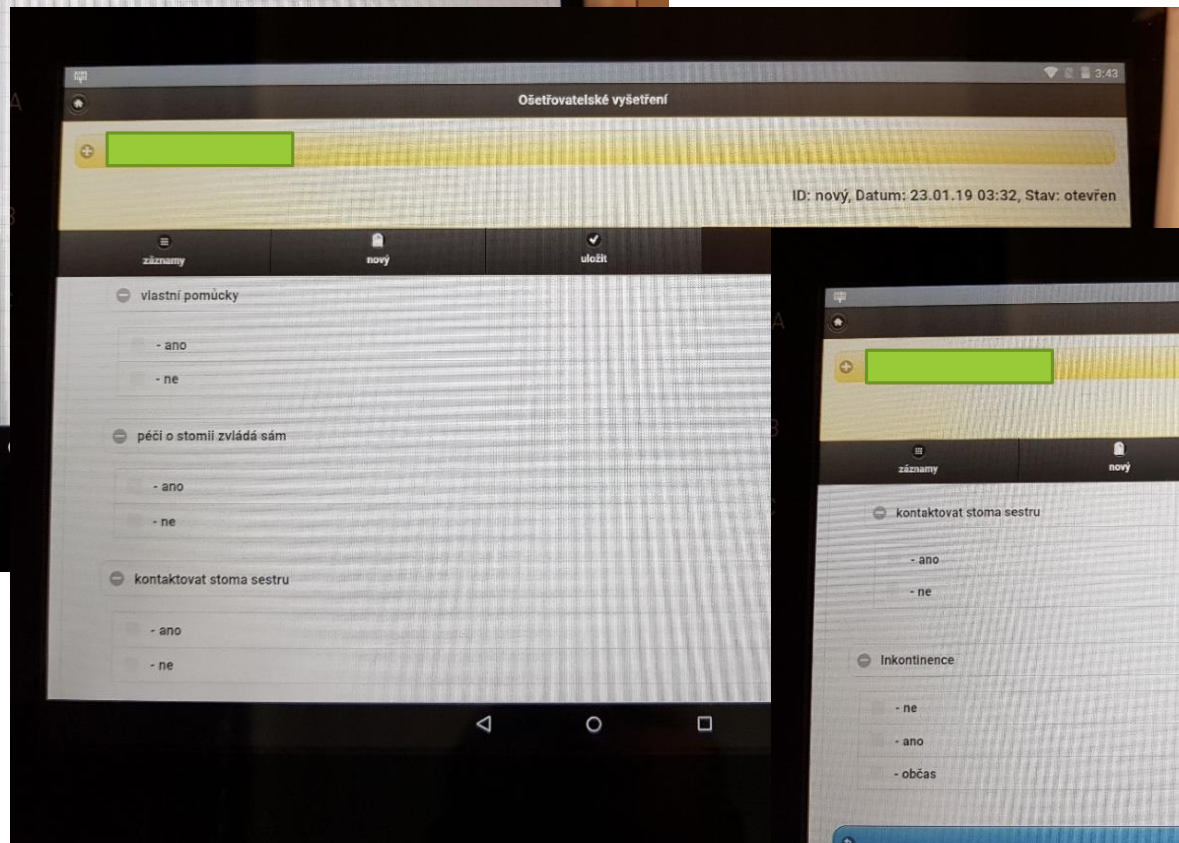 3:43
Ošetřovatelské vyšetření
ID: nový, Datum: 23.01.19 03:32, Stav: otevřen
záznamy nový uložit
vlastní pomůcky
- ano
- ne
péči o stomii zvládá sám
- ano
- ne
kontaktovat stoma sestru
- ano
- ne
záznamy nový
kontaktovat stoma sestru
- ano
- ne
Inkontinence
- ne
- ano
- občas